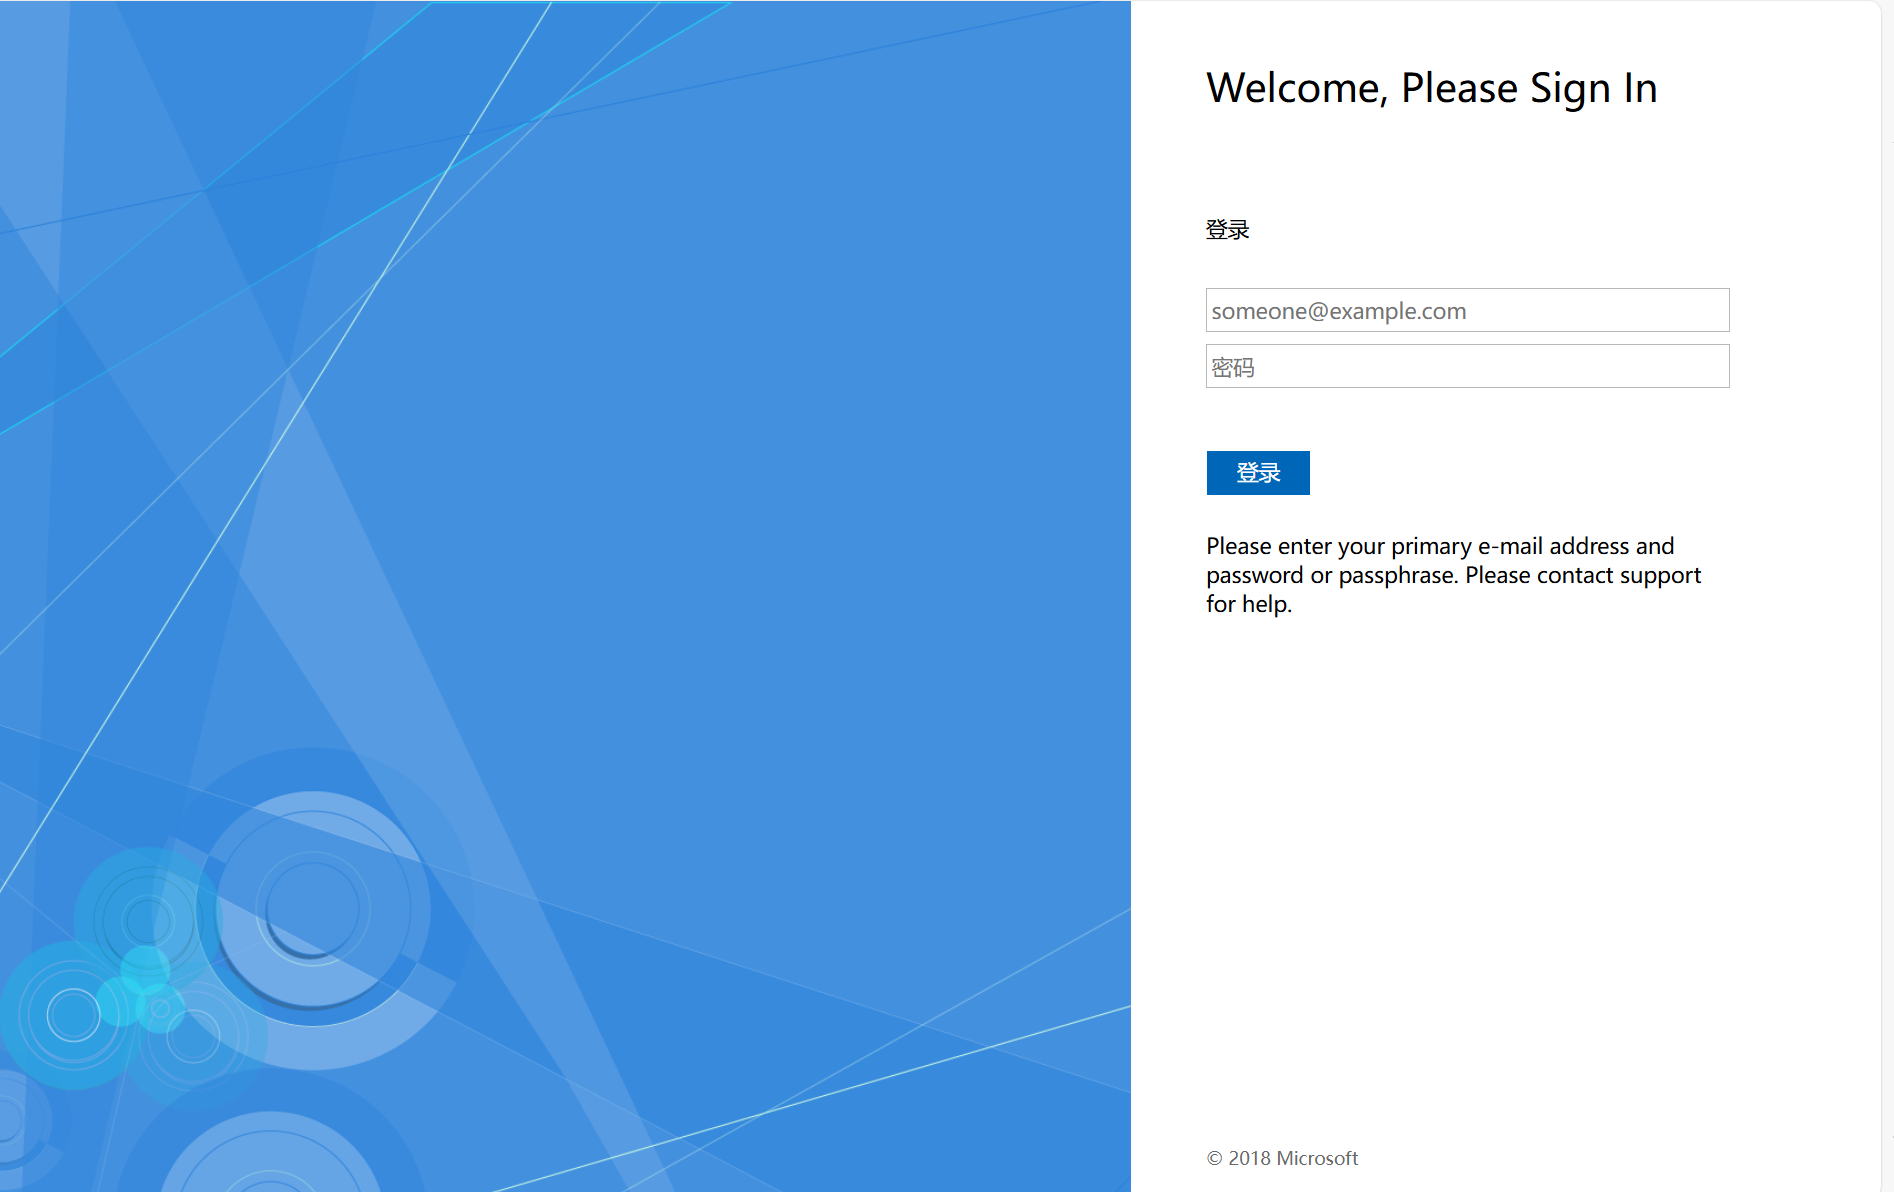 Welcome, Please Sign In
登录
someone@example.com
密码
登录
Please enter your primary e-mail address and
password or passphrase. Please contact support
for help.
© 2018 Microsoft